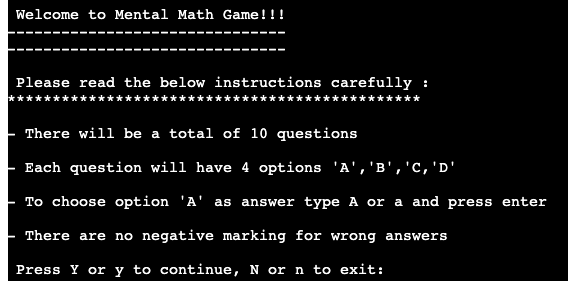 Welcome to Mental Math Game!!!
-------------------------------
-------------------------------
Please read the below instructions carefully :
**********************************************
- There will be a total of 10 questions
- Each question will have 4 options 'A','B','C,'D'
- To choose option 'A' as answer type A or a and press enter
- There are no negative marking for wrong answers
Press Y or y to continue, N or n to exit: